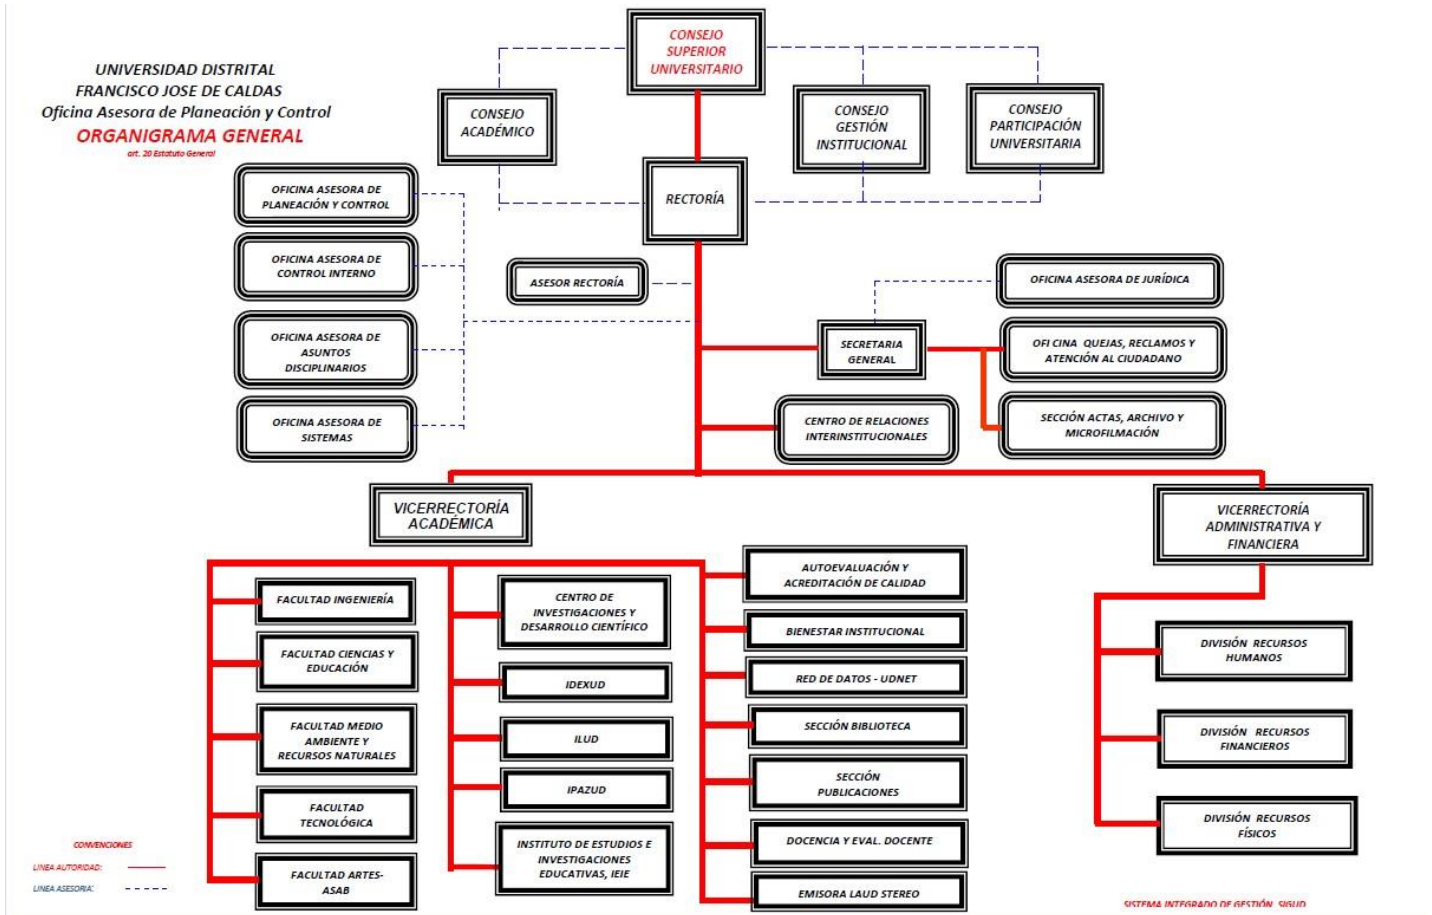 UNIVERSIDAD DISTRITAL
FRANCISCO JOSE DE CALDAS
Oficina Asesora de Planeación y Control
ORGANIGRAMA GENERAL
art. 20 Estatuto General
CONSEJO
SUPERIOR
UNIVERSITARIO
CONSEJO
ACADÉMICO
CONSEJO
GESTIÓN
INSTITUCIONAL
CONSEJO
PARTICIPACIÓN
UNIVERSITARIA
RECTORÍA
OFICINA ASESORA DE
PLANEACIÓN Y CONTROL
OFICINA ASESORA DE
CONTROL INTERNO
OFICINA ASESORA DE
ASUNTOS
DISCIPLINARIOS
OFICINA ASESORA DE
SISTEMAS
ASESOR RECTORÍA
OFICINA ASESORA DE JURÍDICA
SECRETARIA
GENERAL
OFI CINA QUEJAS, RECLAMOS Y
ATENCIÓN AL CIUDADANO
CENTRO DE RELACIONES
INTERINSTITUCIONALES
SECCIÓN ACTAS, ARCHIVO Y
MICROFILMACIÓN
VICERRECTORÍA
ACADÉMICA
VICERRECTORÍA
ADMINISTRATIVA Y
FINANCIERA
FACULTAD INGENIERÍA
FACULTAD CIENCIAS Y
EDUCACIÓN
FACULTAD MEDIO
AMBIENTE Y
RECURSOS NATURALES
FACULTAD
TECNOLÓGICA
FACULTAD ARTES-
ASAB
CENTRO DE
INVESTIGACIONES Y
DESARROLLO CIENTÍFICO
IDEXUD
ILUD
IPAZUD
INSTITUTO DE ESTUDIOS E
INVESTIGACIONES
EDUCATIVAS, IEIE
AUTOEVALUACIÓN Y
ACREDITACIÓN DE CALIDAD
BIENESTAR INSTITUCIONAL
RED DE DATOS - UDNET
SECCIÓN BIBLIOTECA
SECCIÓN
PUBLICACIONES
DOCENCIA Y EVAL. DOCENTE
EMISORA LAUD STEREO
DIVISIÓN RECURSOS
HUMANOS
DIVISIÓN RECURSOS
FINANCIEROS
DIVISIÓN RECURSOS
FÍSICOS
CONVENCIONES
LINEA AUTORIDAD:
LINEA ASESORIA:
SISTEMA INTEGRADO DE GESTIÓN SIGUD